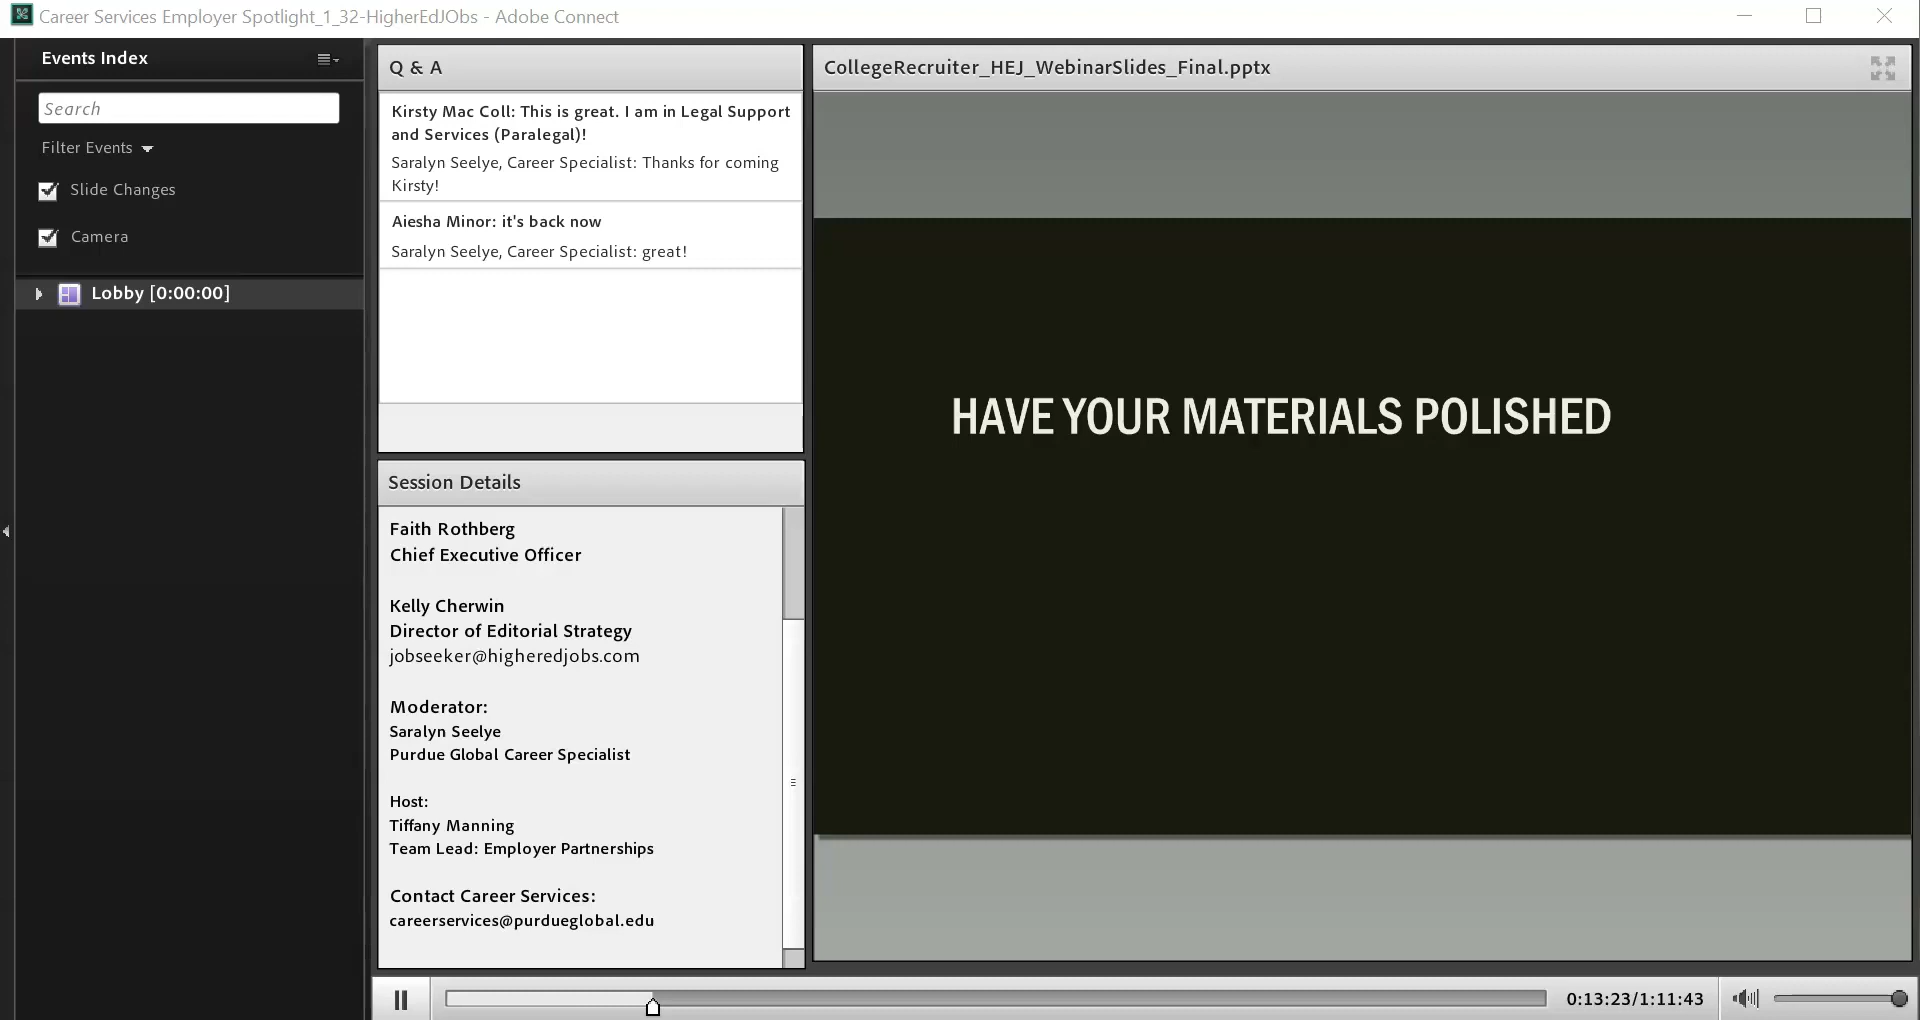 Career Services Employer Spotlight_1_32-HigherEdJObs - Adobe Connect
Events Index
Search
Filter Events
Slide Changes
Camera
Lobby [0:00:00]
Q & A
Kirsty Mac Coll: This is great. I am in Legal Support
and Services (Paralegal)!
Saralyn Seelye, Career Specialist: Thanks for coming
Kirsty!
Aiesha Minor: it's back now
Saralyn Seelye, Career Specialist: great!
Session Details
Faith Rothberg
Chief Executive Officer
Kelly Cherwin
Director of Editorial Strategy
jobseeker@higheredjobs.com
Moderator:
Saralyn Seelye
Purdue Global Career Specialist
Host:
Tiffany Manning
Team Lead: Employer Partnerships
Contact Career Services:
careerservices@purdueglobal.edu
CollegeRecruiter_HEJ_WebinarSlides_Final.pptx
HAVE YOUR MATERIALS POLISHED
0:13:23/1:11:43